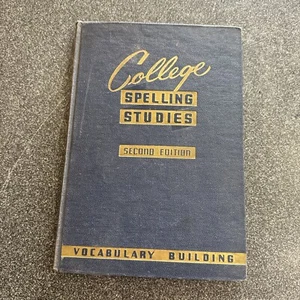 College
SPELLING
STUDIES
SECOND EDITION
VOCABULARY BUILDING